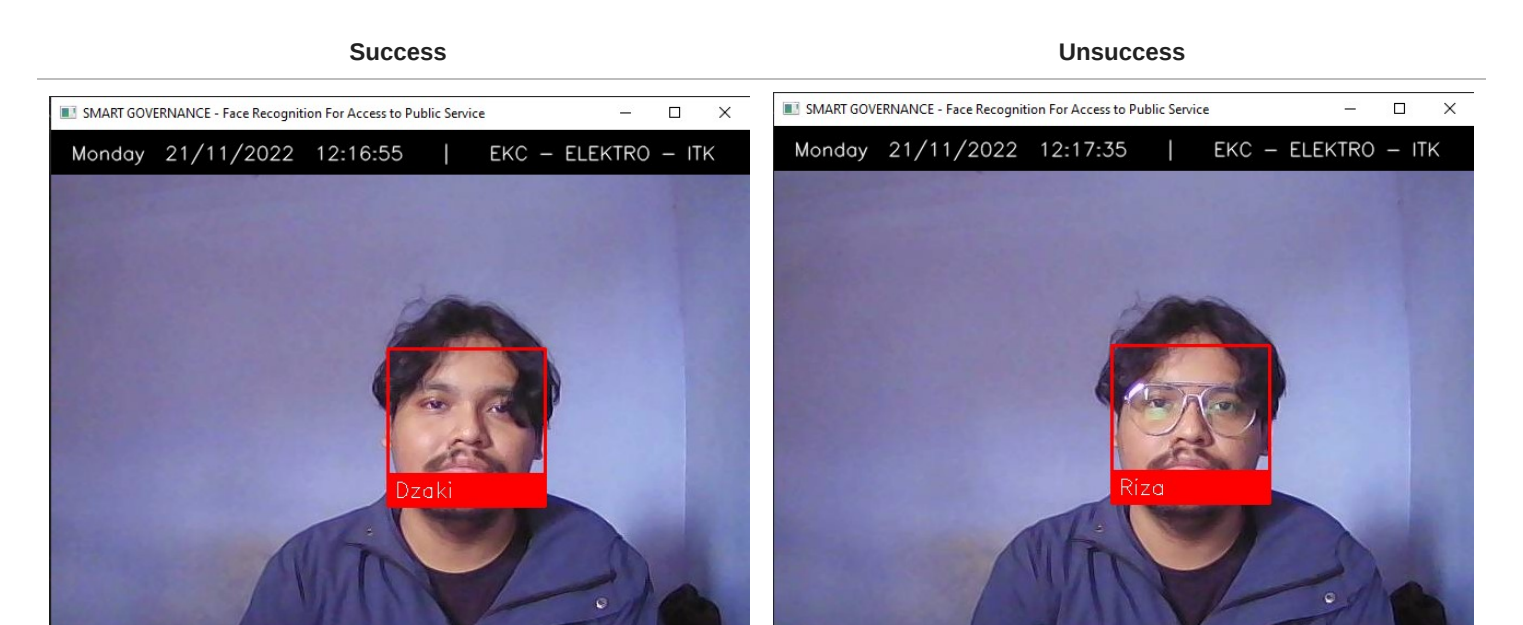 Success
Unsuccess
SMART GOVERNANCE - Face Recognition For Access to Public Service
SMART GOVERNANCE - Face Recognition For Access to Public Service
Monday 21/11/2022 12:16:55 | EKC - ELEKTRO - ITK
Monday 21/11/2022 12:17:35 | EKC - ELEKTRO - ITK
Dzaki
Riza